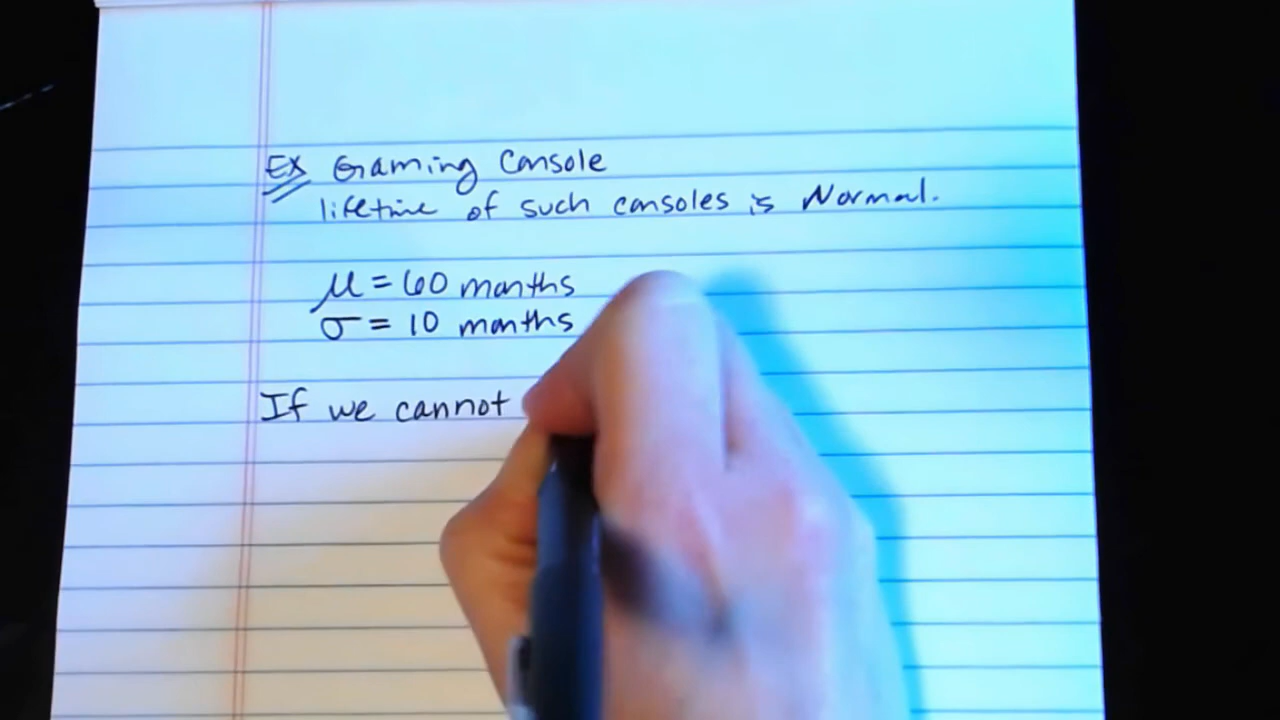 Ex Gaming Console
lifetime of such consoles is Normal.
μ = 60 months
σ = 10 months
If we cannot